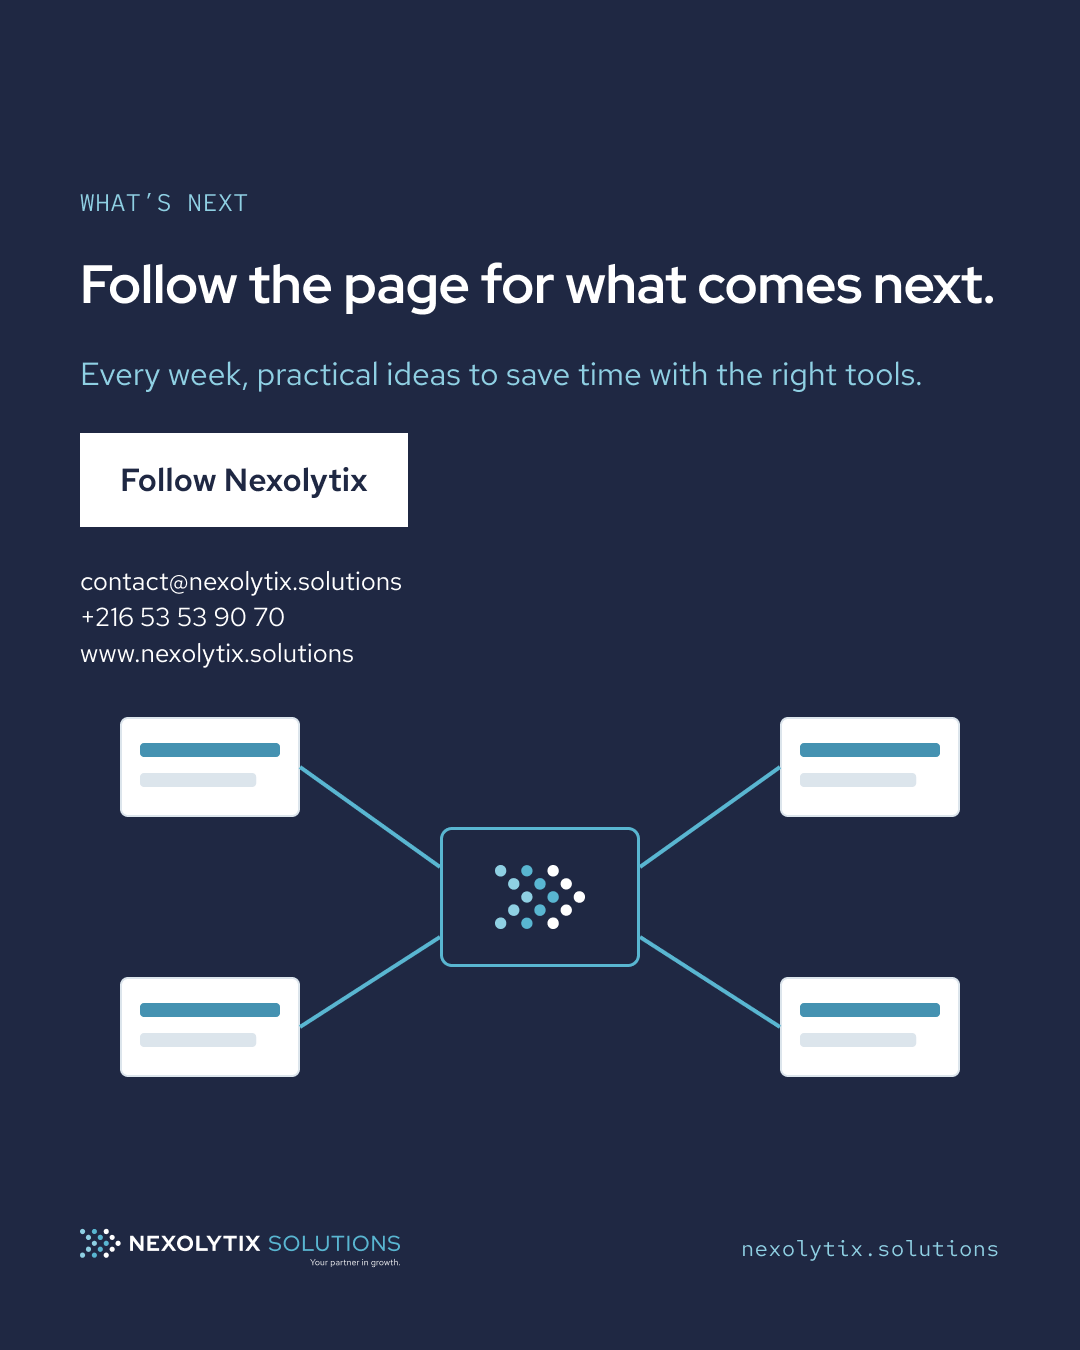 WHAT’S NEXT
Follow the page for what comes next.
Every week, practical ideas to save time with the right tools.
Follow Nexolytix
contact@nexolytix.solutions
+216 53 53 90 70
www.nexolytix.solutions
NEXOLYTIX SOLUTIONS
Your partner in growth.
nexolytix.solutions